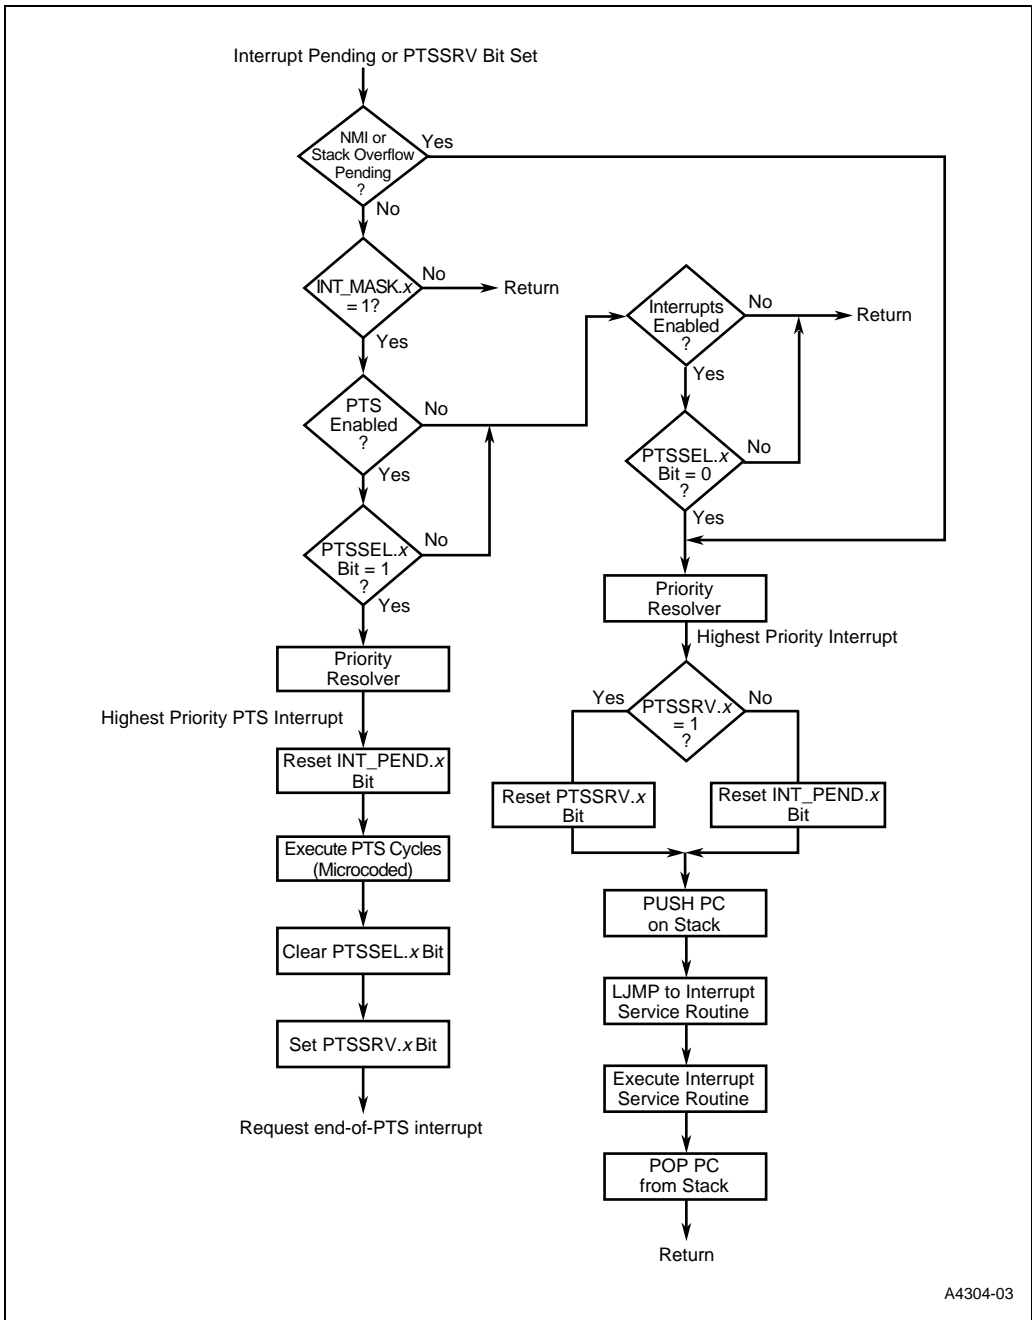 Interrupt Pending or PTSSRV Bit Set
NMI or
Stack Overflow
Pending
?
Yes
No
INT_MASK.x
= 1?
No
Return
Yes
PTS
Enabled
?
No
Yes
PTSSEL.x
Bit = 1
?
No
Yes
Priority
Resolver
Highest Priority PTS Interrupt
Reset INT_PEND.x
Bit
Execute PTS Cycles
(Microcoded)
Clear PTSSEL.x Bit
Set PTSSRV.x Bit
Request end-of-PTS interrupt
Interrupts
Enabled
?
No
Return
Yes
PTSSEL.x
Bit = 0
?
No
Yes
Priority
Resolver
Highest Priority Interrupt
PTSSRV.x
= 1
?
Yes
No
Reset PTSSRV.x
Bit
Reset INT_PEND.x
Bit
PUSH PC
on Stack
LJMP to Interrupt
Service Routine
Execute Interrupt
Service Routine
POP PC
from Stack
Return
A4304-03